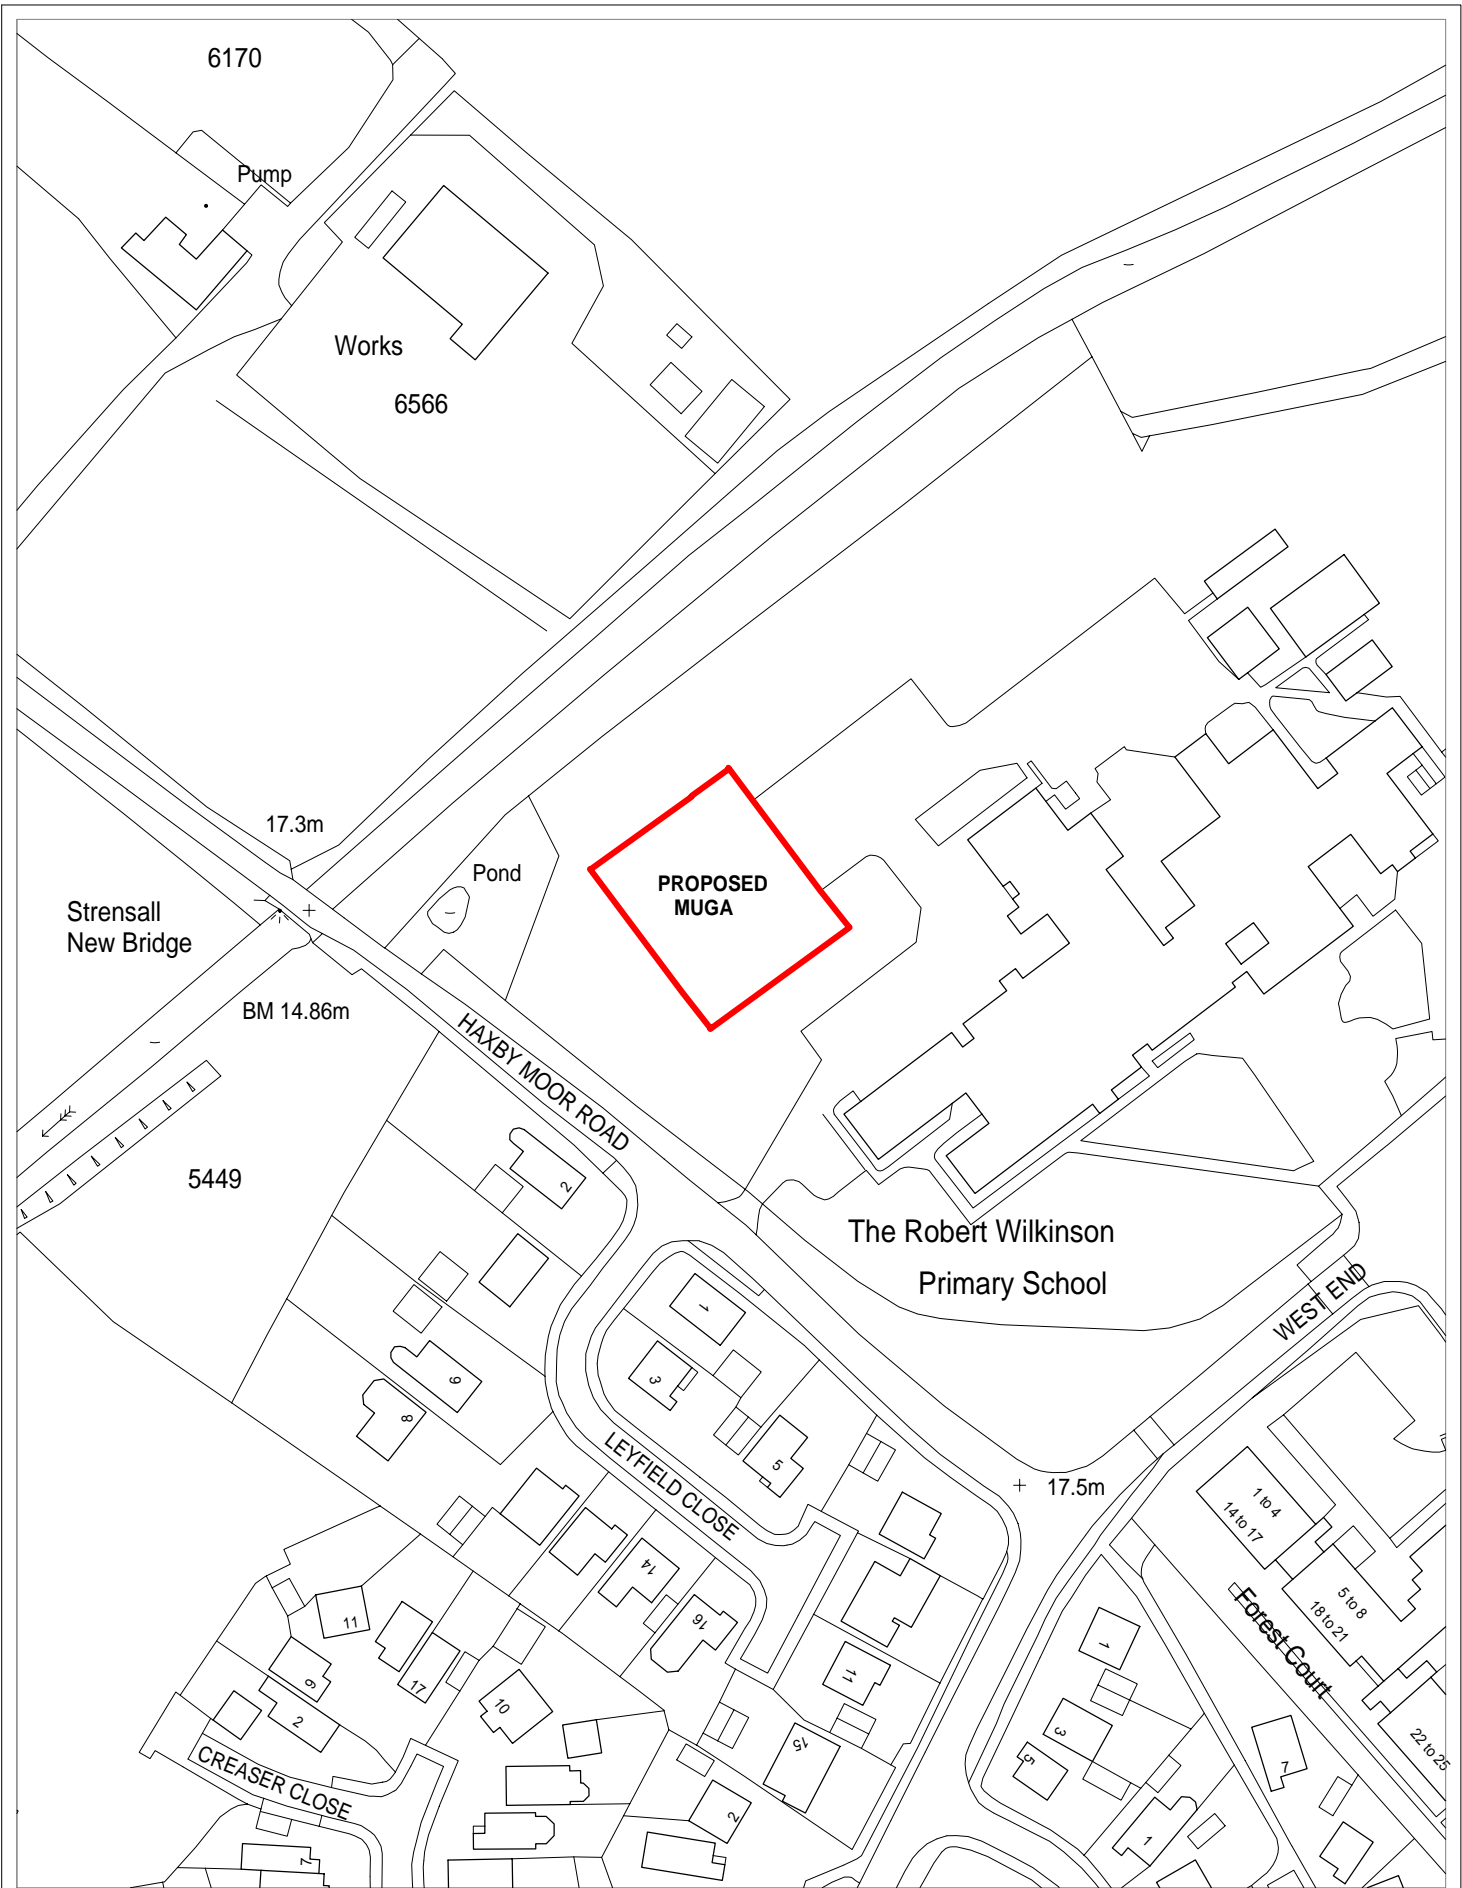 6170
Pump
Works
6566
17.3m
Pond
PROPOSED
MUGA
Strensall
New Bridge
BM 14.86m
HAXBY MOOR ROAD
5449
2
The Robert Wilkinson
Primary School
WEST END
1
3
9
8
5
LEYFIELD CLOSE
17.5m
1 to 4
14 to 17
14
5 to 8
18 to 21
Forest Court
11
16
1
9
17
10
11
2
3
15
22 to 25
5
7
CREASER CLOSE
2
1
7